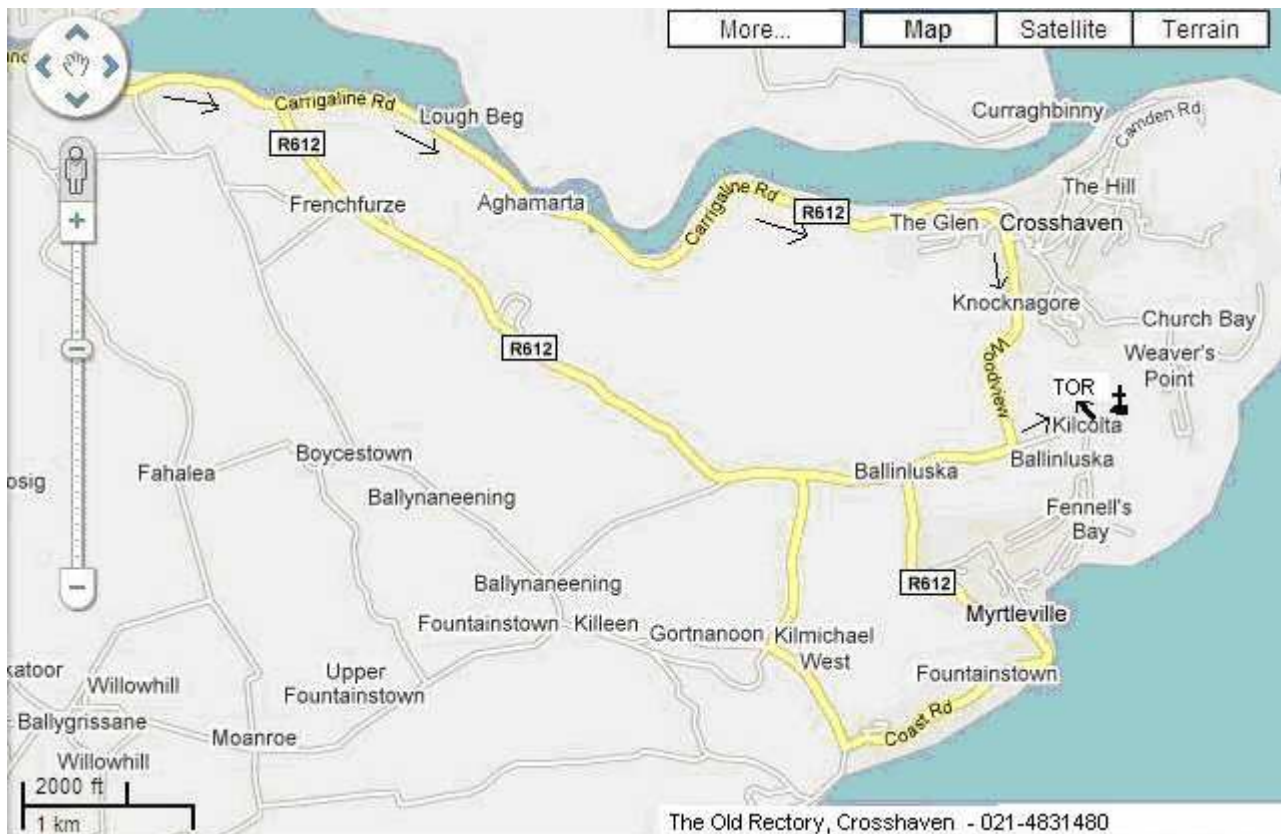 More... Map Satellite Terrain
Carrigaline Rd
Lough Beg
Curraghbinny
Camden Rd
R612
The Hill
Frenchfurze
Aghamarta
Carrigaline Rd
R612
The Glen
Crosshaven
Knocknagore
Church Bay
R612
Woodview
Weaver's
Point
TOR
Kilcolta
Boycestown
Fahalea
Ballinluska
Ballinluska
osig
Ballynaneening
Fennell's
Bay
Ballynaneening
R612
Myrtleville
Fountainstown
Killeen
Gortnanoon
Kilmichael
West
Upper
Fountainstown
Fountainstown
katoor
Willowhill
Ballygrissane
Moanroe
Coast Rd
Willowhill
2000 ft
1 km
The Old Rectory, Crosshaven - 021-4831480